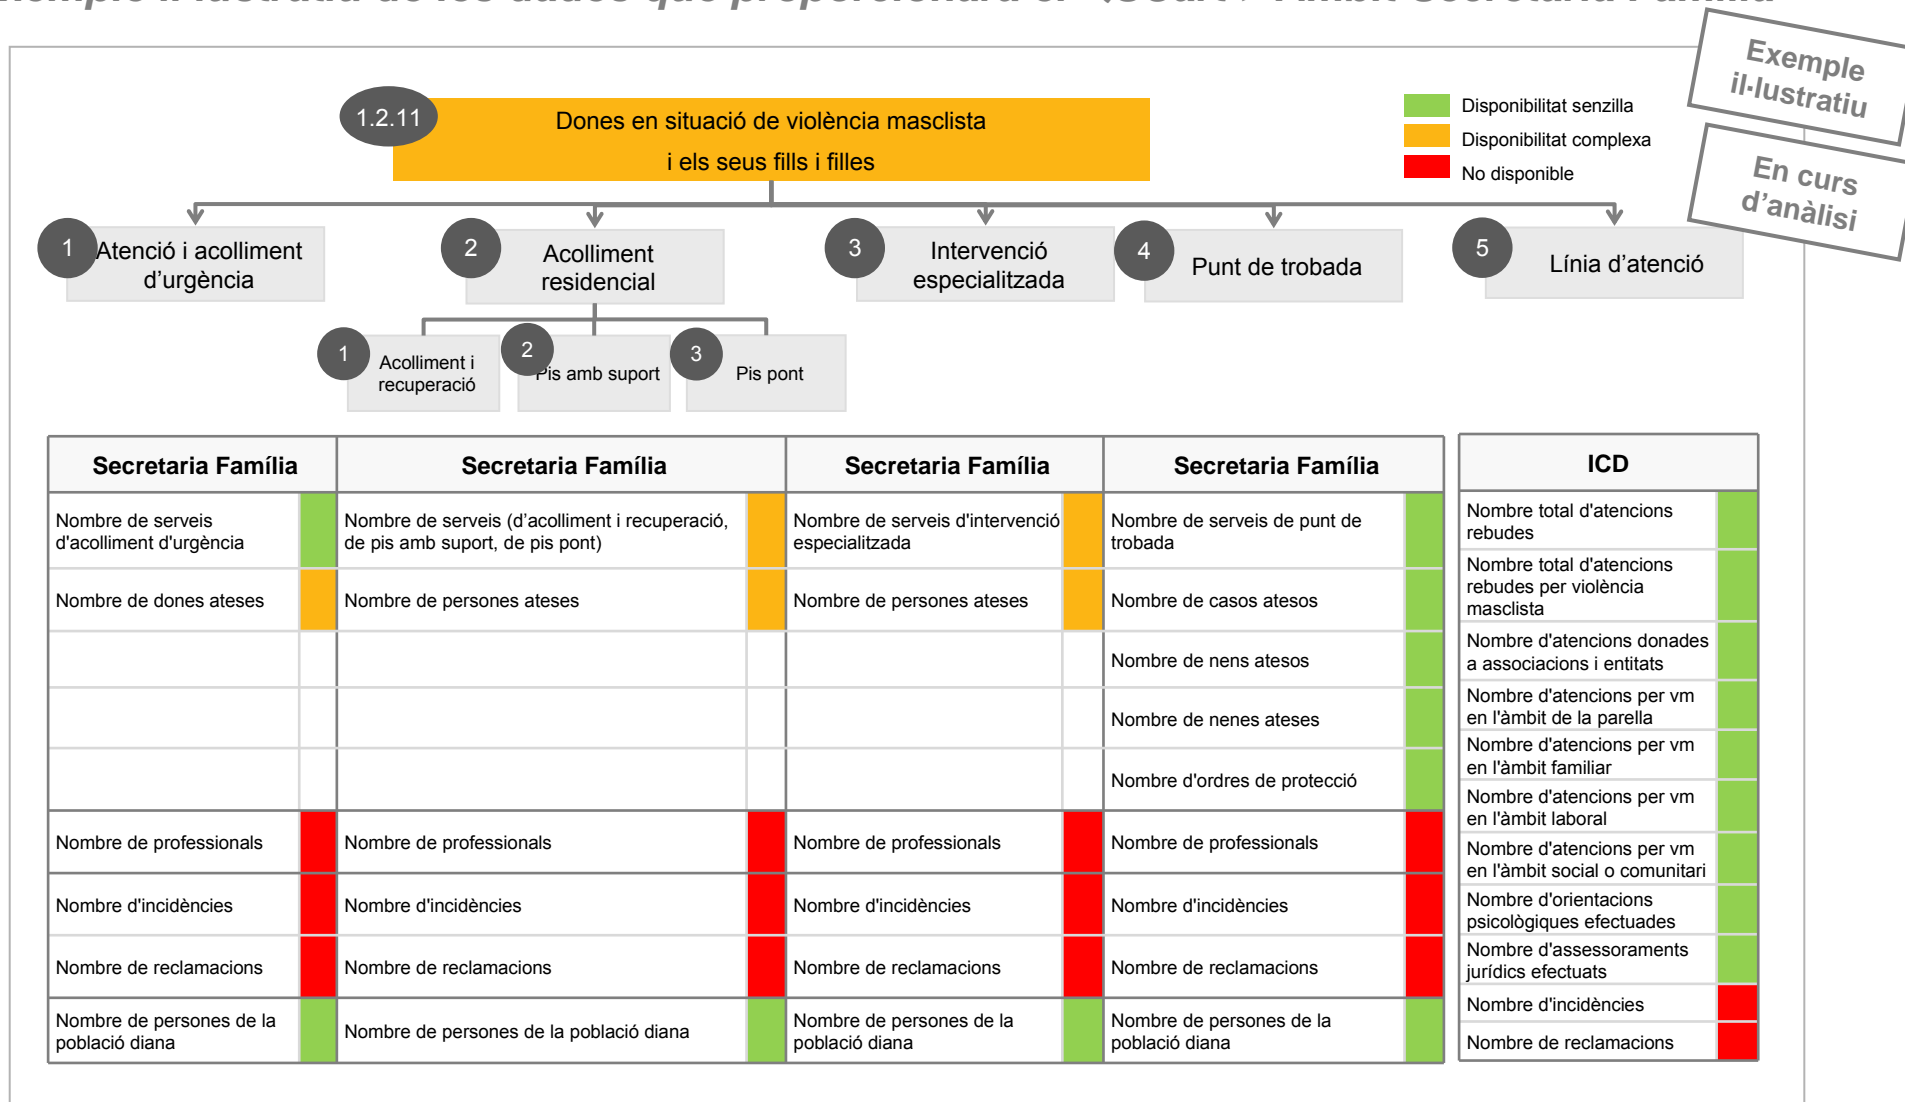 Exemple
il·lustratiu
En curs
d'anàlisi
1.2.11
Dones en situació de violència masclista
i els seus fills i filles
Disponibilitat senzilla
Disponibilitat complexa
No disponible
1
Atenció i acolliment
d'urgència
2
Acolliment
residencial
3
Intervenció
especialitzada
4
Punt de trobada
5
Línia d'atenció
1
Acolliment i
recuperació
2
Pis amb suport
3
Pis pont
Secretaria Família
Nombre de serveis
d'acolliment d'urgència
Nombre de dones ateses
Nombre de professionals
Nombre d'incidències
Nombre de reclamacions
Nombre de persones de la
població diana
Secretaria Família
Nombre de serveis (d'acolliment i recuperació,
de pis amb suport, de pis pont)
Nombre de persones ateses
Nombre de professionals
Nombre d'incidències
Nombre de reclamacions
Nombre de persones de la població diana
Secretaria Família
Nombre de serveis d'intervenció
especialitzada
Nombre de persones ateses
Nombre de professionals
Nombre d'incidències
Nombre de reclamacions
Nombre de persones de la
població diana
Secretaria Família
Nombre de serveis de punt de
trobada
Nombre de casos atesos
Nombre de nens atesos
Nombre de nenes ateses
Nombre d'ordres de protecció
Nombre de professionals
Nombre d'incidències
Nombre de reclamacions
Nombre de persones de la
població diana
ICD
Nombre total d'atencions
rebudes
Nombre total d'atencions
rebudes per violència
masclista
Nombre d'atencions donades
a associacions i entitats
Nombre d'atencions per vm
en l'àmbit de la parella
Nombre d'atencions per vm
en l'àmbit familiar
Nombre d'atencions per vm
en l'àmbit laboral
Nombre d'atencions per vm
en l'àmbit social o comunitari
Nombre d'orientacions
psicològiques efectuades
Nombre d'assessoraments
jurídics efectuats
Nombre d'incidències
Nombre de reclamacions